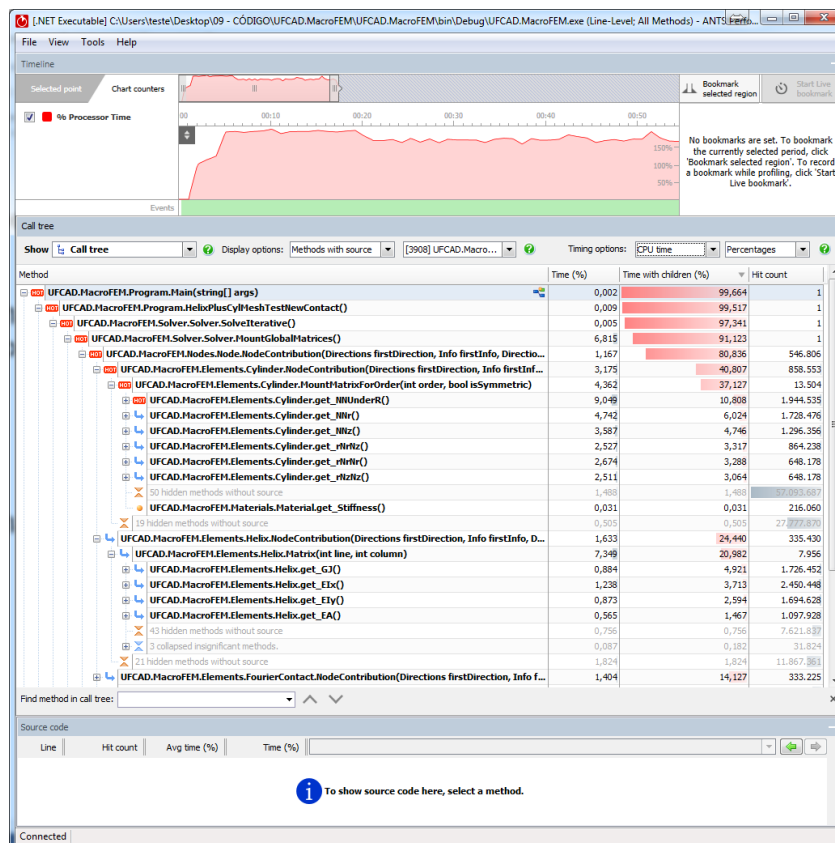 [.NET Executable] C:\Users\teste\Desktop\09 - CÓDIGO\UFCAD.MacroFEM\UFCAD.MacroFEM\bin\Debug\UFCAD.MacroFEM.exe (Line-Level; All Methods) - ANTS
File View Tools Help
Timeline
Selected point Chart counters Bookmark selected region Start Live bookmark
% Processor Time
00 00:10 00:20 00:30 00:40 00:50
150%
100%
50%
No bookmarks are set. To bookmark
the currently selected period, click
'Bookmark selected region'. To record
a bookmark while profiling, click 'Start
Live bookmark'.
Events
Call tree
Show Call tree Display options: Methods with source [3908] UFCAD.Macro... Timing options: CPU time Percentages
Method Time (%) Time with children (%) Hit count
HOT UFCAD.MacroFEM.Program.Main(string[] args) 0,002 99,664 1
HOT UFCAD.MacroFEM.Program.HelixPlusCylMeshTestNewContact() 0,009 99,517 1
HOT UFCAD.MacroFEM.Solver.Solver.SolveIterative() 0,005 97,341 1
HOT UFCAD.MacroFEM.Solver.Solver.MountGlobalMatrices() 6,815 91,123 1
HOT UFCAD.MacroFEM.Nodes.Node.NodeContribution(Directions firstDirection, Info firstInfo, Directio... 1,167 80,836 546.806
HOT UFCAD.MacroFEM.Elements.Cylinder.NodeContribution(Directions firstDirection, Info firstInf... 3,175 40,807 858.553
HOT UFCAD.MacroFEM.Elements.Cylinder.MountMatrixForOrder(int order, bool isSymmetric) 4,362 37,127 13.504
UFCAD.MacroFEM.Elements.Cylinder.get_NNUnderR() 9,049 10,808 1.944.535
UFCAD.MacroFEM.Elements.Cylinder.get_NNr() 4,742 6,024 1.728.476
UFCAD.MacroFEM.Elements.Cylinder.get_NNz() 3,587 4,746 1.296.356
UFCAD.MacroFEM.Elements.Cylinder.get_rNrNz() 2,527 3,317 864.238
UFCAD.MacroFEM.Elements.Cylinder.get_rNrNr() 2,674 3,288 648.178
UFCAD.MacroFEM.Elements.Cylinder.get_rNzNz() 2,511 3,064 648.178
50 hidden methods without source 1,488 1,488 57.093.687
UFCAD.MacroFEM.Materials.Material.get_Stiffness() 0,031 0,031 216.060
19 hidden methods without source 0,505 0,505 27.777.870
UFCAD.MacroFEM.Elements.Helix.NodeContribution(Directions firstDirection, Info firstInfo, D... 1,633 24,440 335.430
UFCAD.MacroFEM.Elements.Helix.Matrix(int line, int column) 7,349 20,982 7.956
UFCAD.MacroFEM.Elements.Helix.get_GJ() 0,884 4,921 1.726.452
UFCAD.MacroFEM.Elements.Helix.get_EIx() 1,238 3,713 2.450.448
UFCAD.MacroFEM.Elements.Helix.get_EIy() 0,873 2,594 1.694.628
UFCAD.MacroFEM.Elements.Helix.get_EA() 0,565 1,467 1.097.928
43 hidden methods without source 0,756 0,756 7.621.837
3 collapsed insignificant methods. 0,087 0,182 31.824
21 hidden methods without source 1,824 1,824 11.867.361
UFCAD.MacroFEM.Elements.FourierContact.NodeContribution(Directions firstDirection, Info f... 1,404 14,127 333.225
Find method in call tree:
Source code
Line Hit count Avg time (%) Time (%)
To show source code here, select a method.
Connected